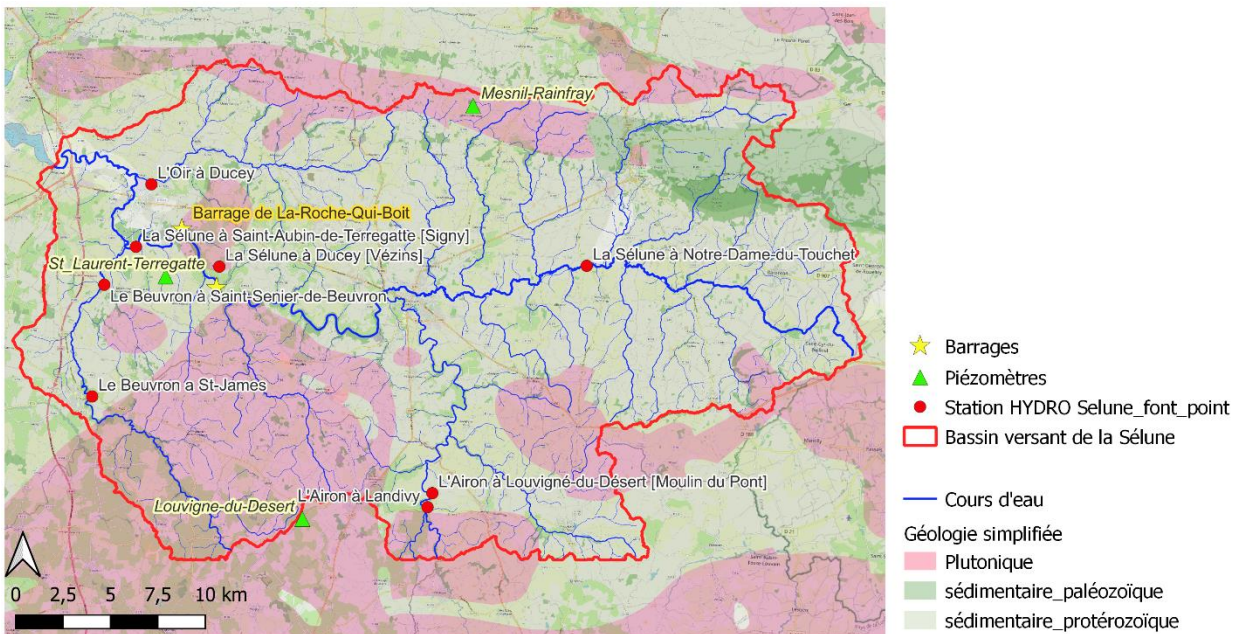 Mesnil-Rainfray
L'Oir à Ducey
Barrage de La-Roche-Qui-Boit
La Sélune à Saint-Aubin-de-Terregatte [Signy]
St_Laurent-Terregatte
La Sélune à Ducey [Vézins]
La Sélune à Notre-Dame-du-Touchet
Le Beuvron à Saint-Senier-de-Beuvron
Le Beuvron a St-James
L'Airon à Louvigné-du-Désert [Moulin du Pont]
Louvigne-du-Desert
L'Airon à Landivy
0 2,5 5 7,5 10 km
Barrages
Piézomètres
Station HYDRO Selune_font_point
Bassin versant de la Sélune
Cours d'eau
Géologie simplifiée
Plutonique
sédimentaire_paléozoïque
sédimentaire_protérozoïque